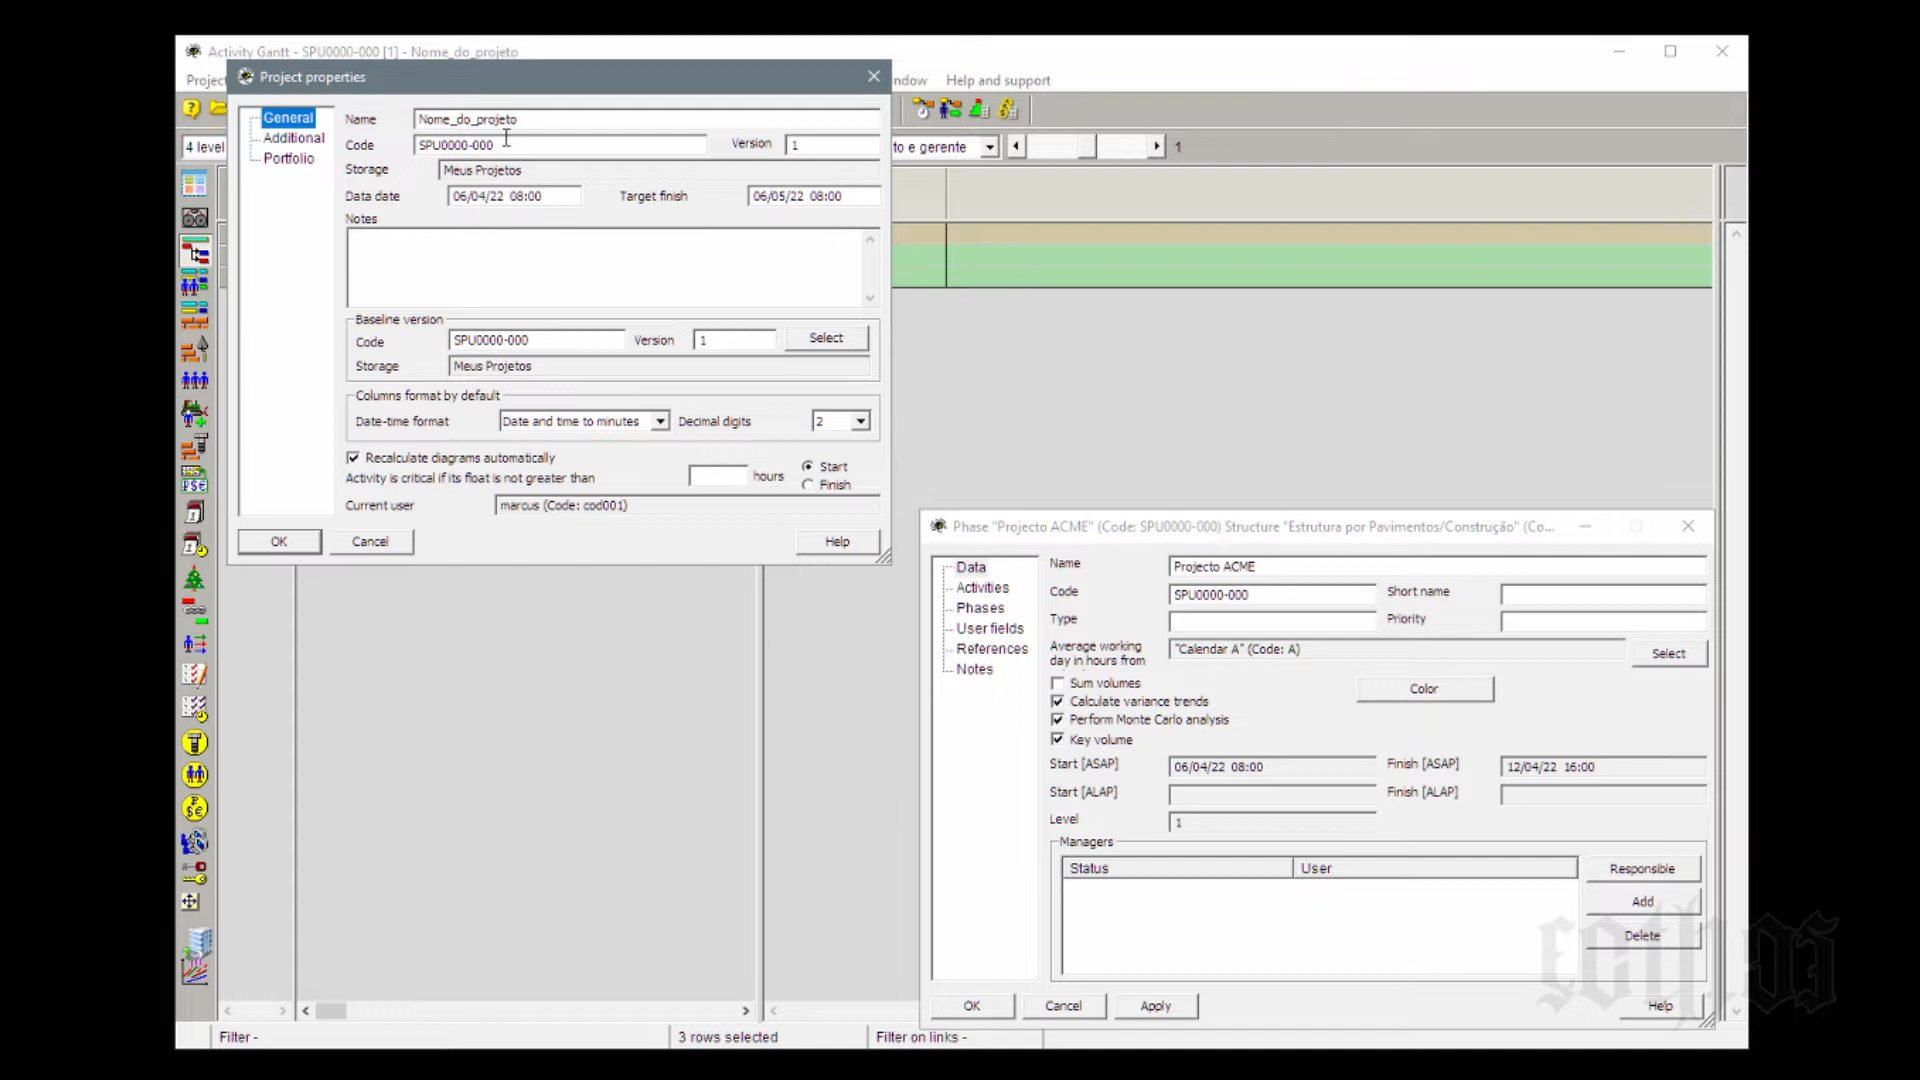 Activity Gantt - SPU0000-000 [1] - Nome_do_projeto
Project properties
Projec
ndow Help and support
General
Additional
Portfolio
Name Nome_do_projeto
Code SPU0000-000 Version 1
Storage Meus Projetos
Data date 06/04/22 08:00 Target finish 06/05/22 08:00
Notes
Baseline version
Code SPU0000-000 Version 1 Select
Storage Meus Projetos
Columns format by default
Date-time format Date and time to minutes Decimal digits 2
Recalculate diagrams automatically
Activity is critical if its float is not greater than hours Start
Finish
Current user marcus (Code: cod001)
OK Cancel Help
4 level
to e gerente 1
Phase "Projecto ACME" (Code: SPU0000-000) Structure "Estrutura por Pavimentos/Construção" (Co...
Data
Activities
Phases
User fields
References
Notes
Name Projecto ACME
Code SPU0000-000 Short name
Type Priority
Average working
day in hours from
"Calendar A" (Code: A) Select
Sum volumes
Color
Calculate variance trends
Perform Monte Carlo analysis
Key volume
Start [ASAP] 06/04/22 08:00 Finish [ASAP] 12/04/22 16:00
Start [ALAP] Finish [ALAP]
Level 1
Managers
Status User
Responsible
Add
Delete
OK Cancel Apply Help
Filter - 3 rows selected Filter on links -